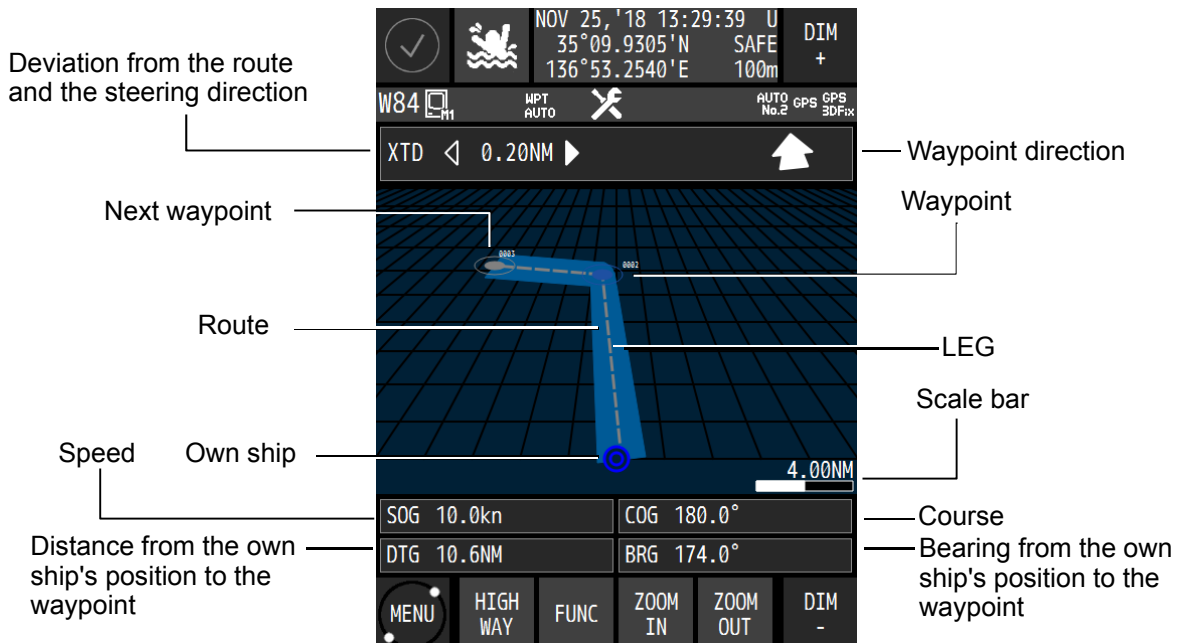 NOV 25,'18 13:29:39 U
35°09.9305'N SAFE
136°53.2540'E 100m
DIM
+
Deviation from the route
and the steering direction
W84 M1
WPT
AUTO
AUTO
No.2
GPS
GPS
3DFix
XTD 0.20NM
Waypoint direction
Next waypoint
Waypoint
0003
0002
Route
LEG
Scale bar
Speed
Own ship
4.00NM
SOG 10.0kn
COG 180.0°
Course
DTG 10.6NM
BRG 174.0°
Distance from the own
ship's position to the
waypoint
Bearing from the own
ship's position to the
waypoint
MENU
HIGH
WAY
FUNC
ZOOM
IN
ZOOM
OUT
DIM
-